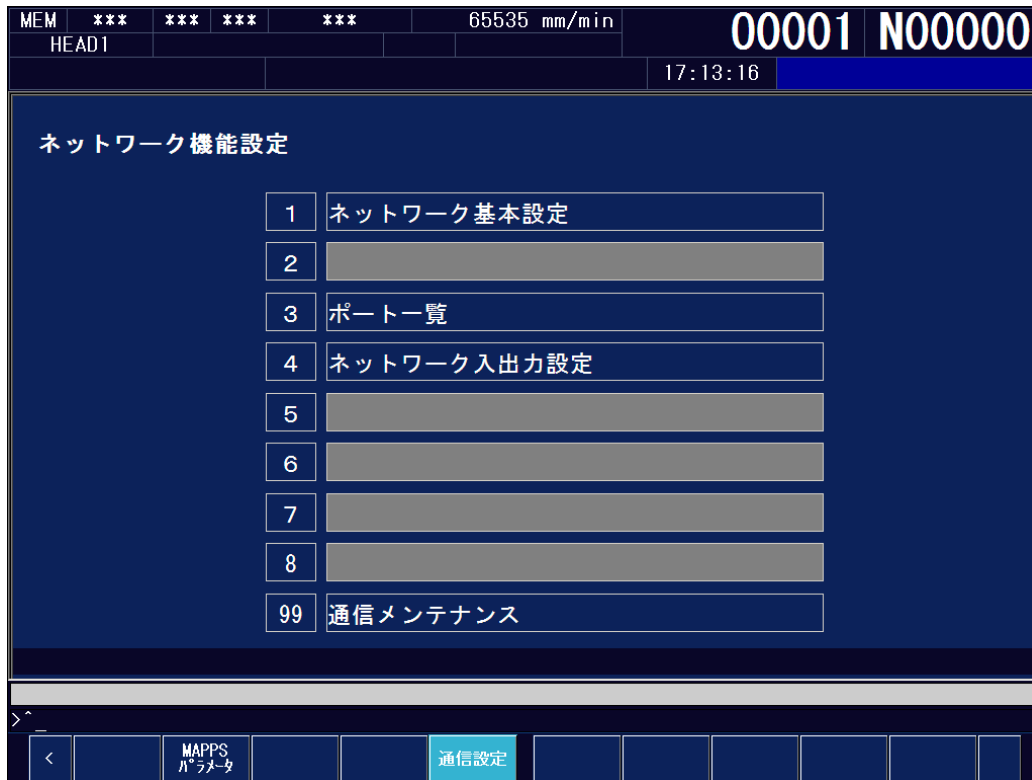 MEM *** *** *** *** 65535 mm/min 00001 N00000
HEAD1
17:13:16
ネットワーク機能設定
1 ネットワーク基本設定
2
3 ポート一覧
4 ネットワーク入出力設定
5
6
7
8
99 通信メンテナンス
>^_
< MAPPS 通信設定
パラメータ